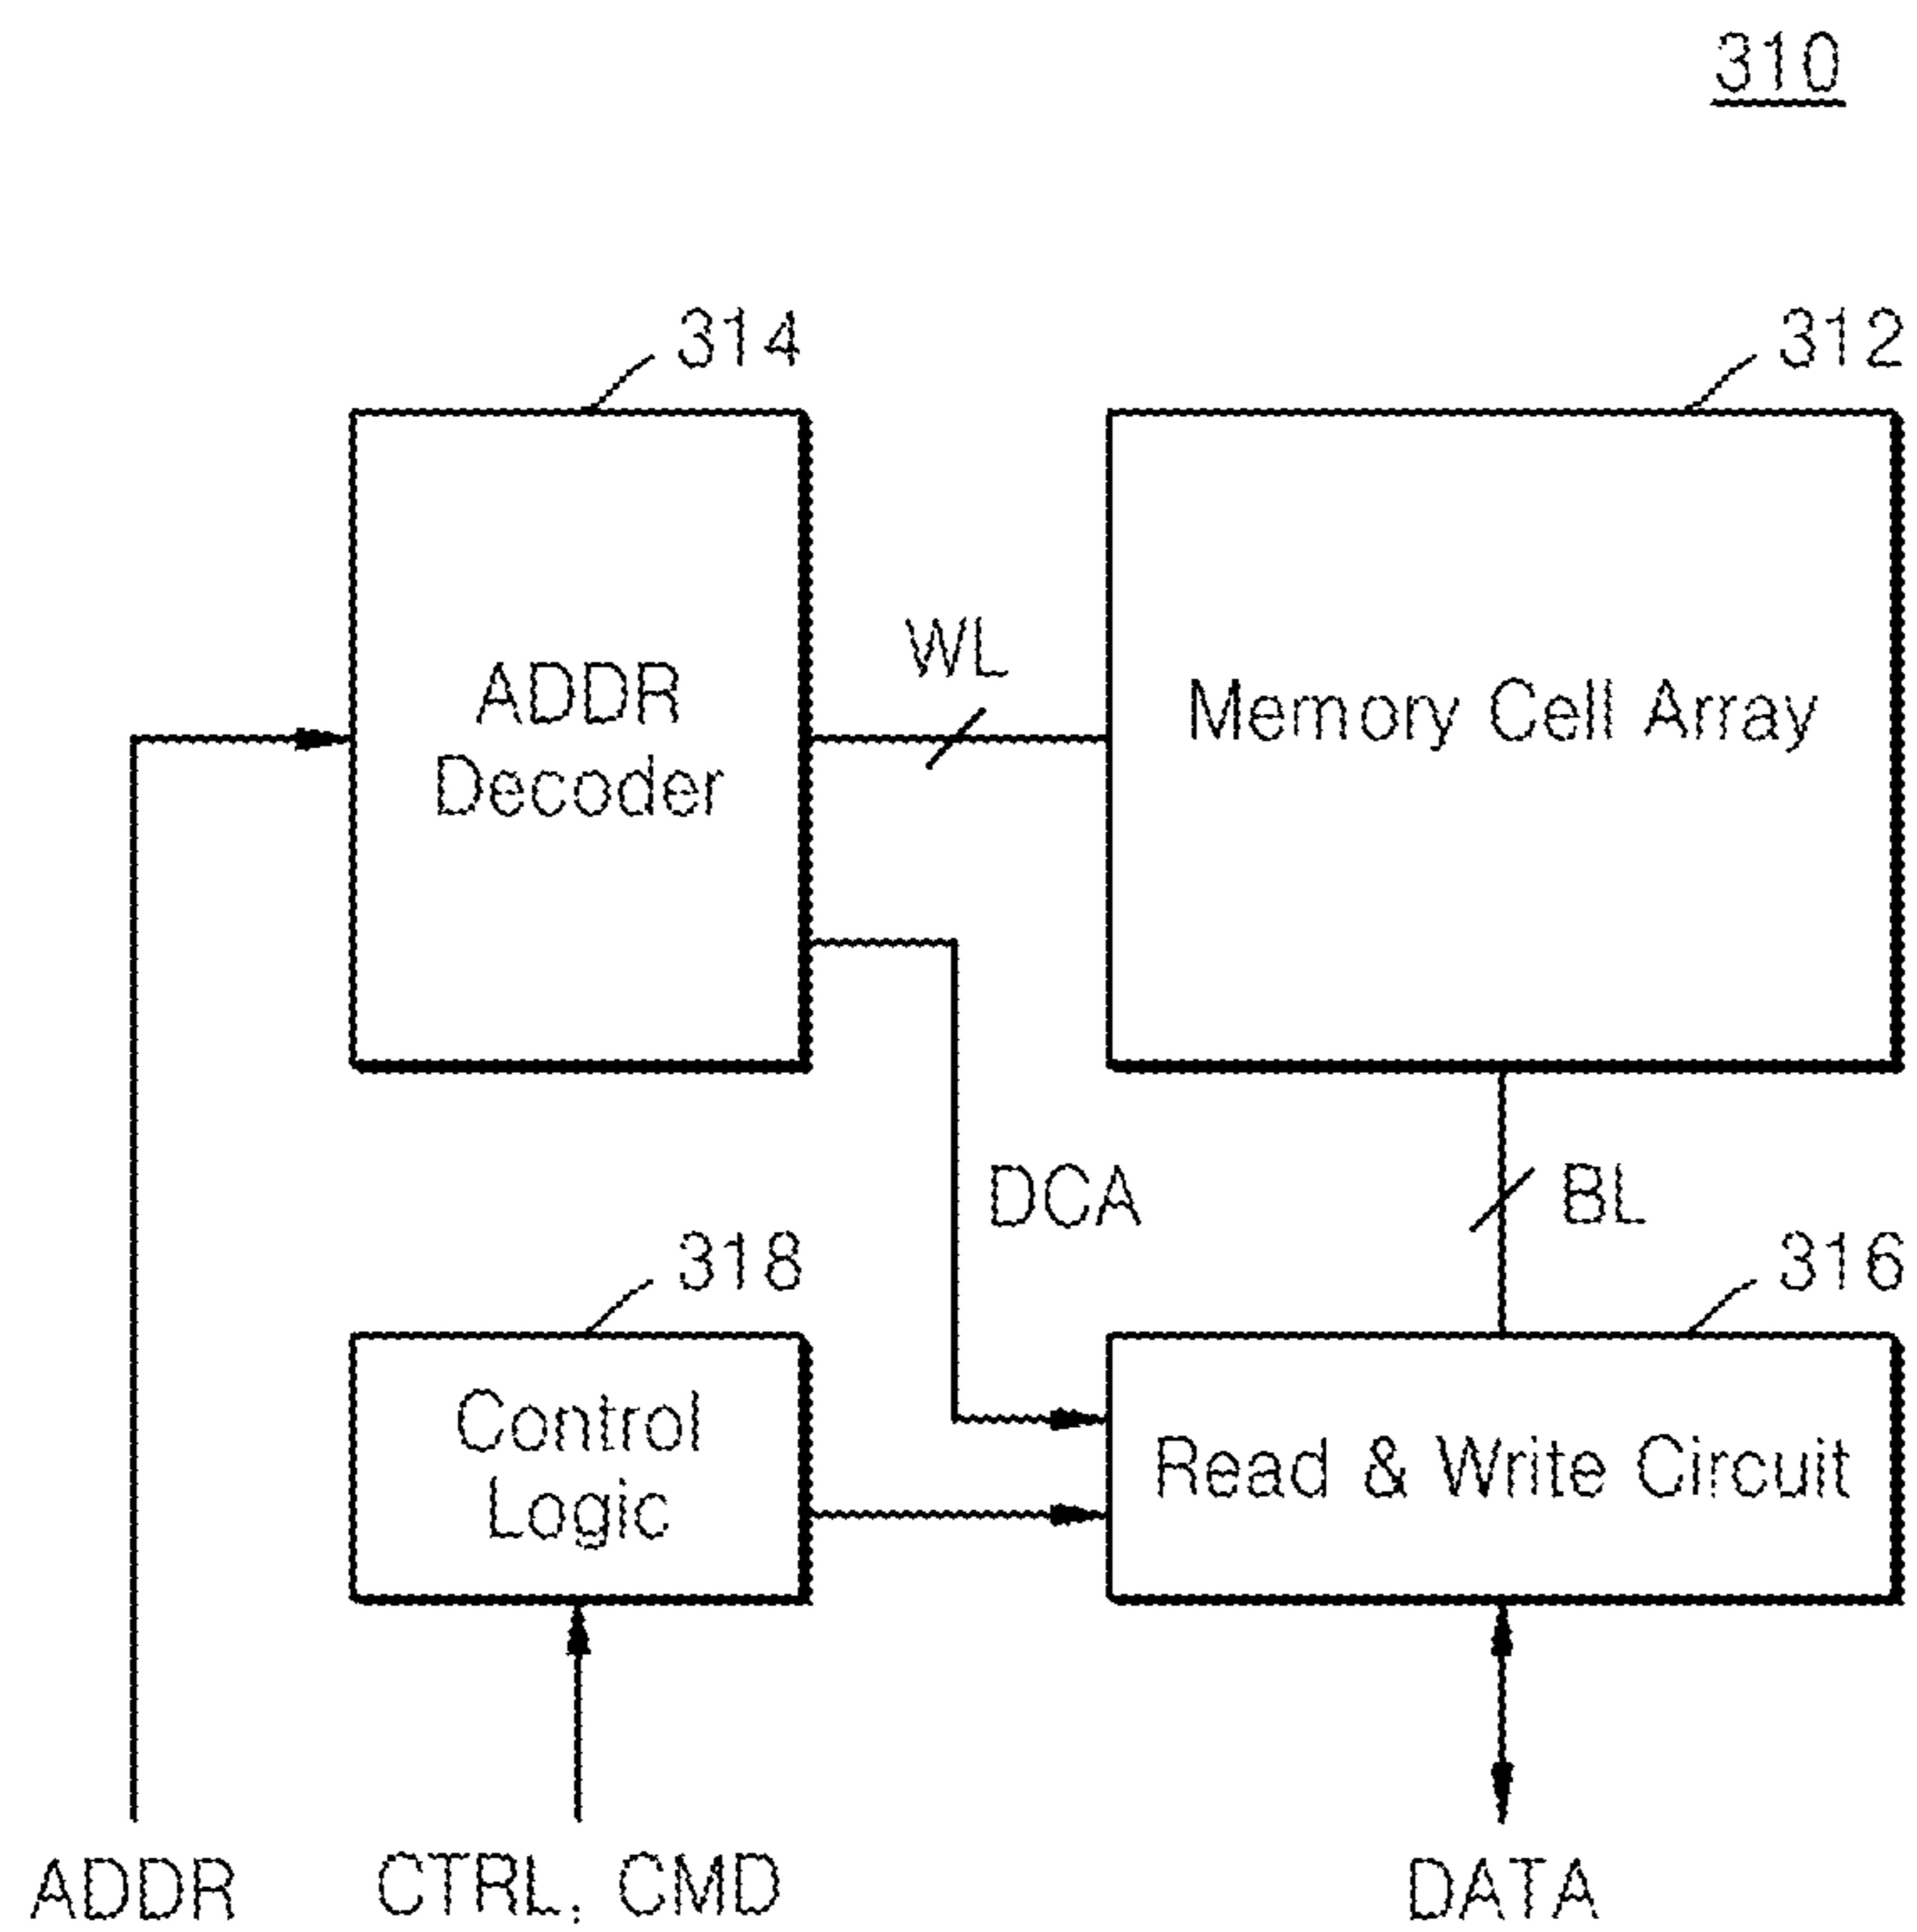 310
314
312
ADDR
Decoder
WL
Memory Cell Array
DCA
BL
318
316
Control
Logic
Read & Write Circuit
ADDR
CTRL, CMD
DATA